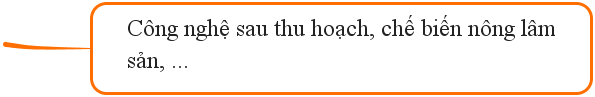 Công nghệ sau thu hoạch, chế biến nông lâm
sản, ...